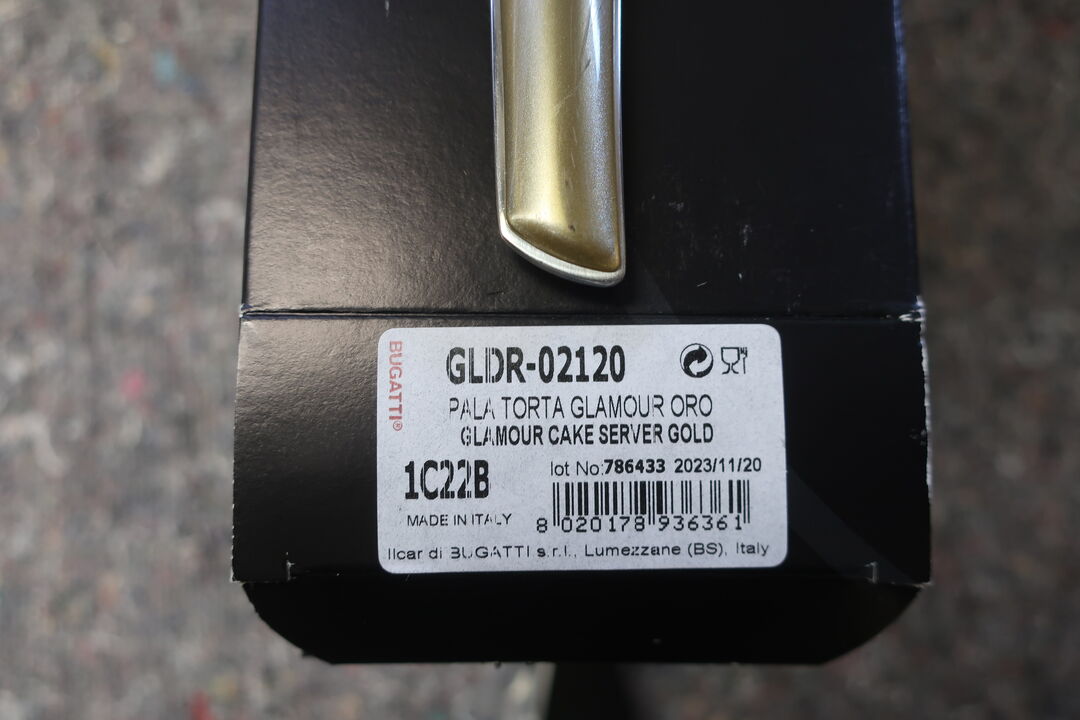 BUGATTI®
GLDR-02120
PALA TORTA GLAMOUR ORO
GLAMOUR CAKE SERVER GOLD
1C22B
lot No:786433 2023/11/20
MADE IN ITALY
8 020178 936361
Ilcar di BUGATTI s.r.l., Lumezzane (BS), Italy